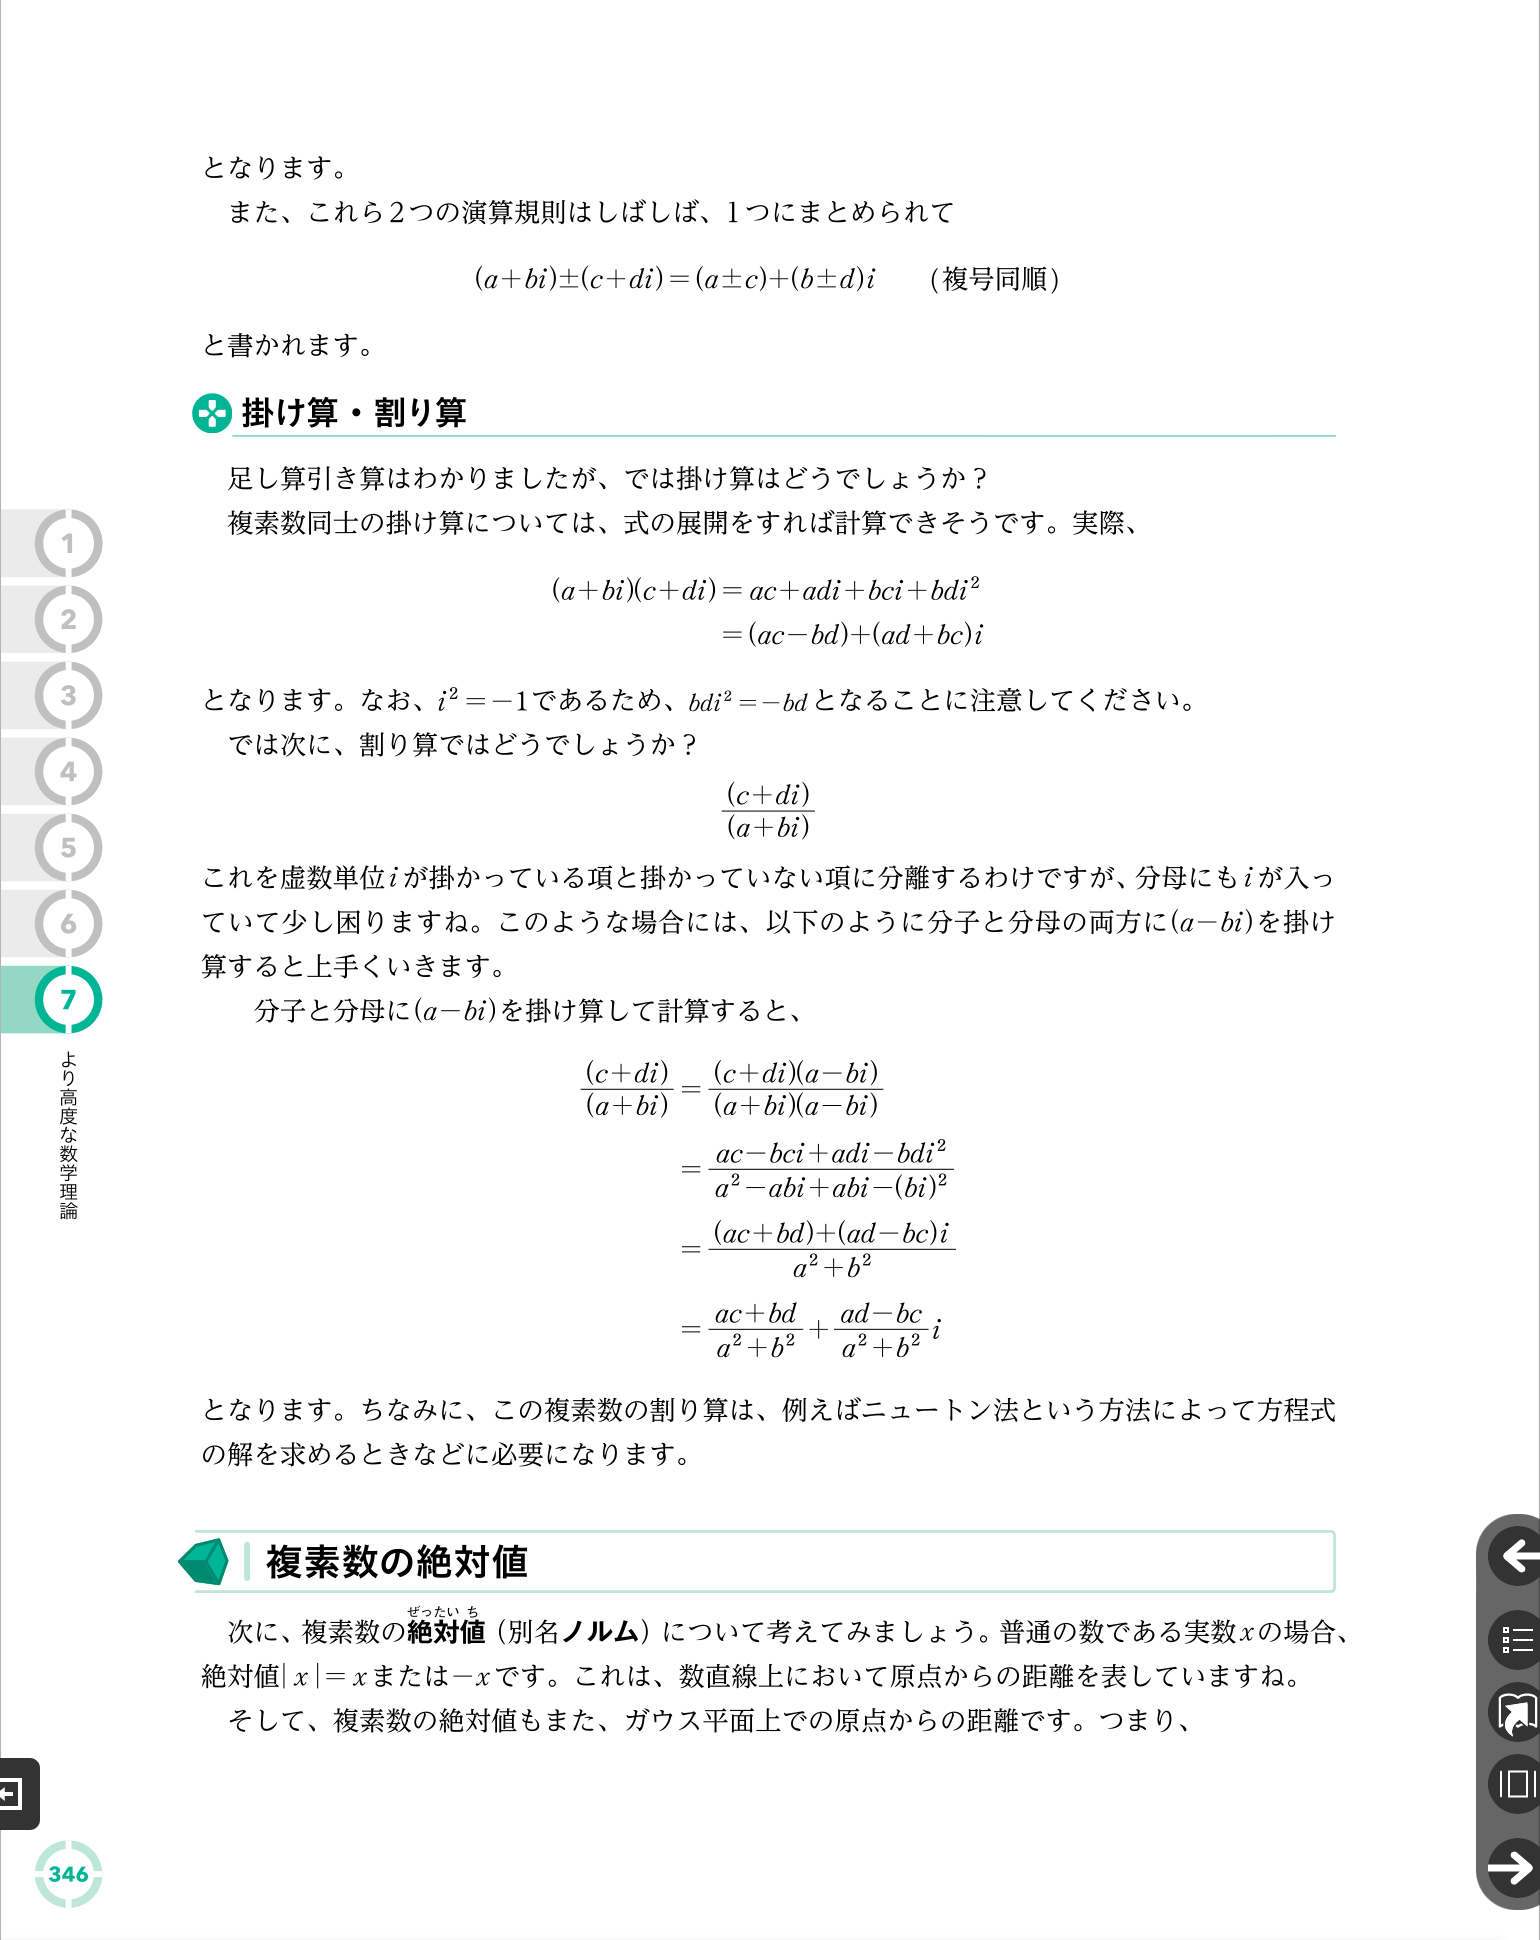 となります。
また、これら2つの演算規則はしばしば、1つにまとめられて
(a+bi)±(c+di)=(a±c)+(b±d)i (複号同順)
と書かれます。
掛け算・割り算
足し算引き算はわかりましたが、では掛け算はどうでしょうか？
複素数同士の掛け算については、式の展開をすれば計算できそうです。実際、
(a+bi)(c+di)=ac+adi+bci+bdi²
=(ac−bd)+(ad+bc)i
となります。なお、i²=−1であるため、bdi²=−bdとなることに注意してください。
では次に、割り算ではどうでしょうか？
(c+di)
(a+bi)
これを虚数単位iが掛かっている項と掛かっていない項に分離するわけですが、分母にもiが入っ
ていて少し困りますね。このような場合には、以下のように分子と分母の両方に(a−bi)を掛け
算すると上手くいきます。
分子と分母に(a−bi)を掛け算して計算すると、
(c+di)/(a+bi) = (c+di)(a−bi)/(a+bi)(a−bi)
= ac−bci+adi−bdi²/a²−abi+abi−(bi)²
= (ac+bd)+(ad−bc)i/a²+b²
= ac+bd/a²+b² + ad−bc/a²+b² i
となります。ちなみに、この複素数の割り算は、例えばニュートン法という方法によって方程式
の解を求めるときなどに必要になります。
複素数の絶対値
ぜったいち
次に、複素数の絶対値（別名ノルム）について考えてみましょう。普通の数である実数xの場合、
絶対値|x|=xまたは−xです。これは、数直線上において原点からの距離を表していますね。
そして、複素数の絶対値もまた、ガウス平面上での原点からの距離です。つまり、
1
2
3
4
5
6
7
より高度な数学理論
346